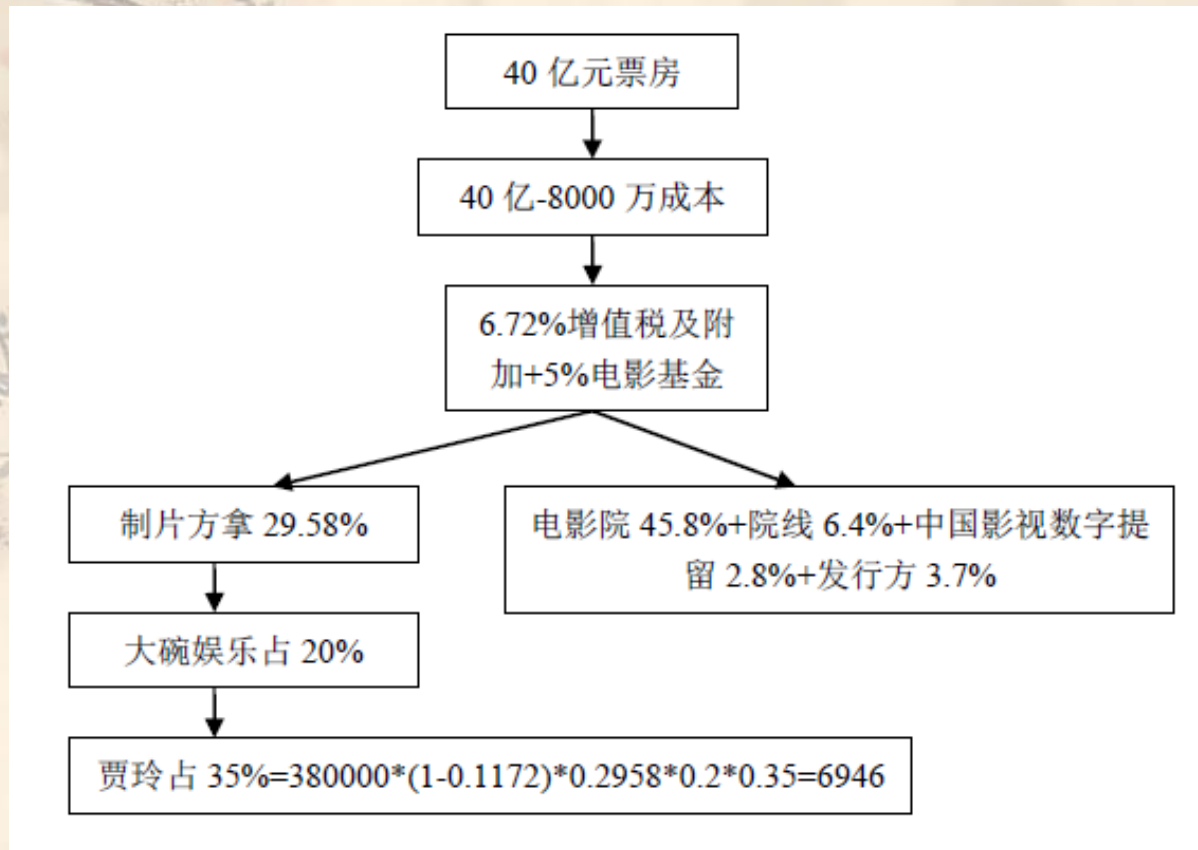 40 亿元票房
40 亿-8000 万成本
6.72%增值税及附
加+5%电影基金
制片方拿 29.58%
电影院 45.8%+院线 6.4%+中国影视数字提
留 2.8%+发行方 3.7%
大碗娱乐占 20%
贾玲占 35%=380000*(1-0.1172)*0.2958*0.2*0.35=6946